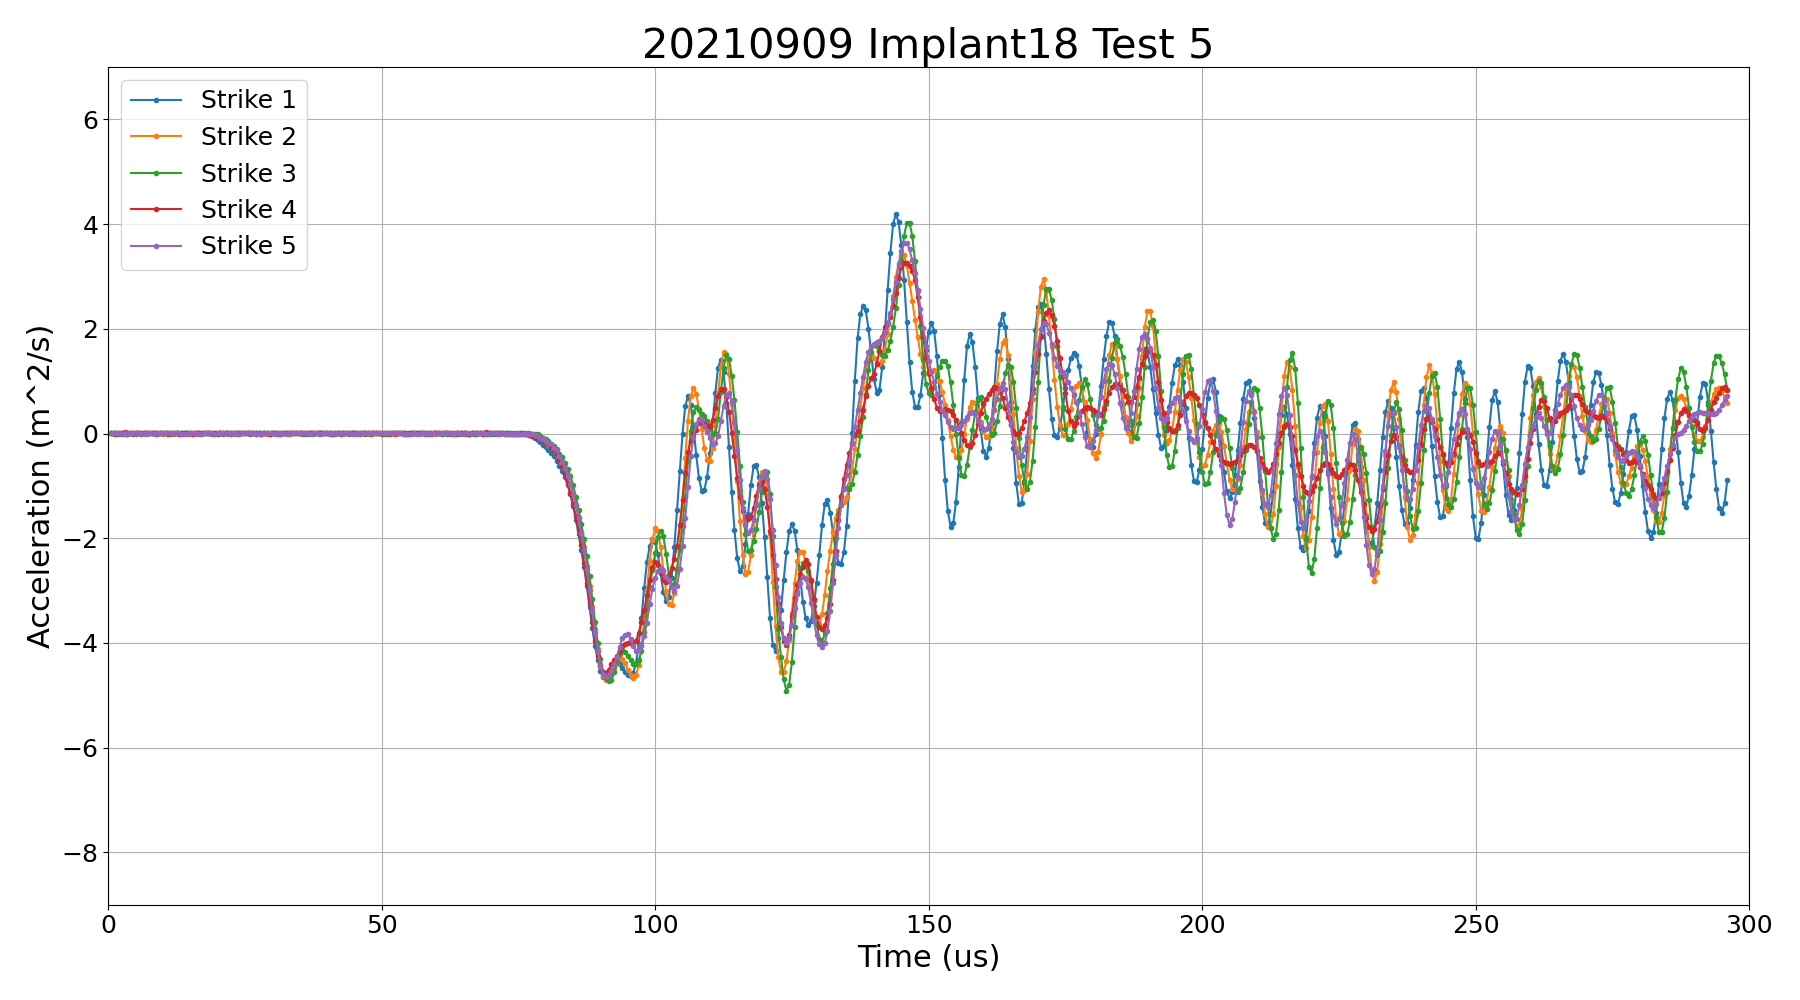 20210909 Implant18 Test 5
Strike 1
Strike 2
Strike 3
Strike 4
Strike 5
Acceleration (m^2/s)
6
4
2
0
−2
−4
−6
−8
0 50 100 150 200 250 300
Time (us)